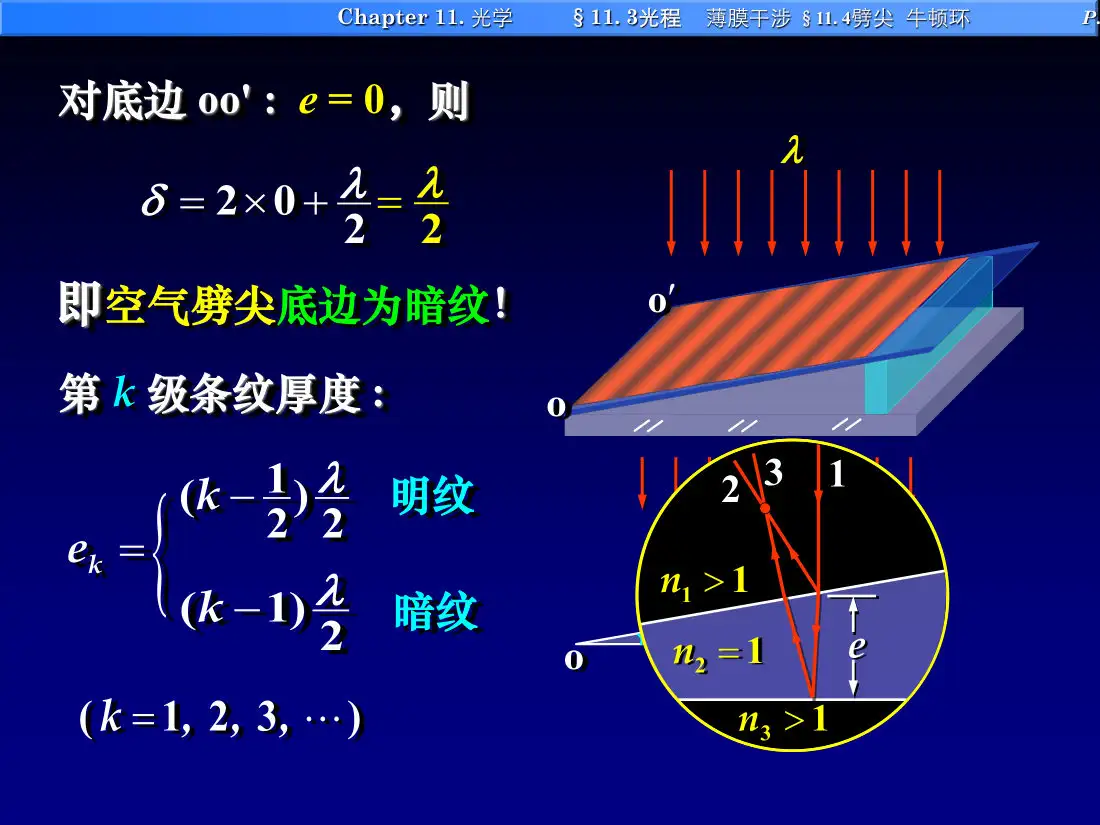 Chapter 11. 光学 §11.3光程 薄膜干涉 §11.4劈尖 牛顿环 P.
对底边 oo' : e = 0，则
δ = 2×0 + λ/2 = λ/2
即空气劈尖底边为暗纹！
第 k 级条纹厚度：
e_k = { (k − 1/2) λ/2 明纹
(k − 1) λ/2 暗纹
(k = 1, 2, 3, ⋯)
λ
o′
o
2 3 1
n₁ > 1
o
n₂ = 1
e
n₃ > 1